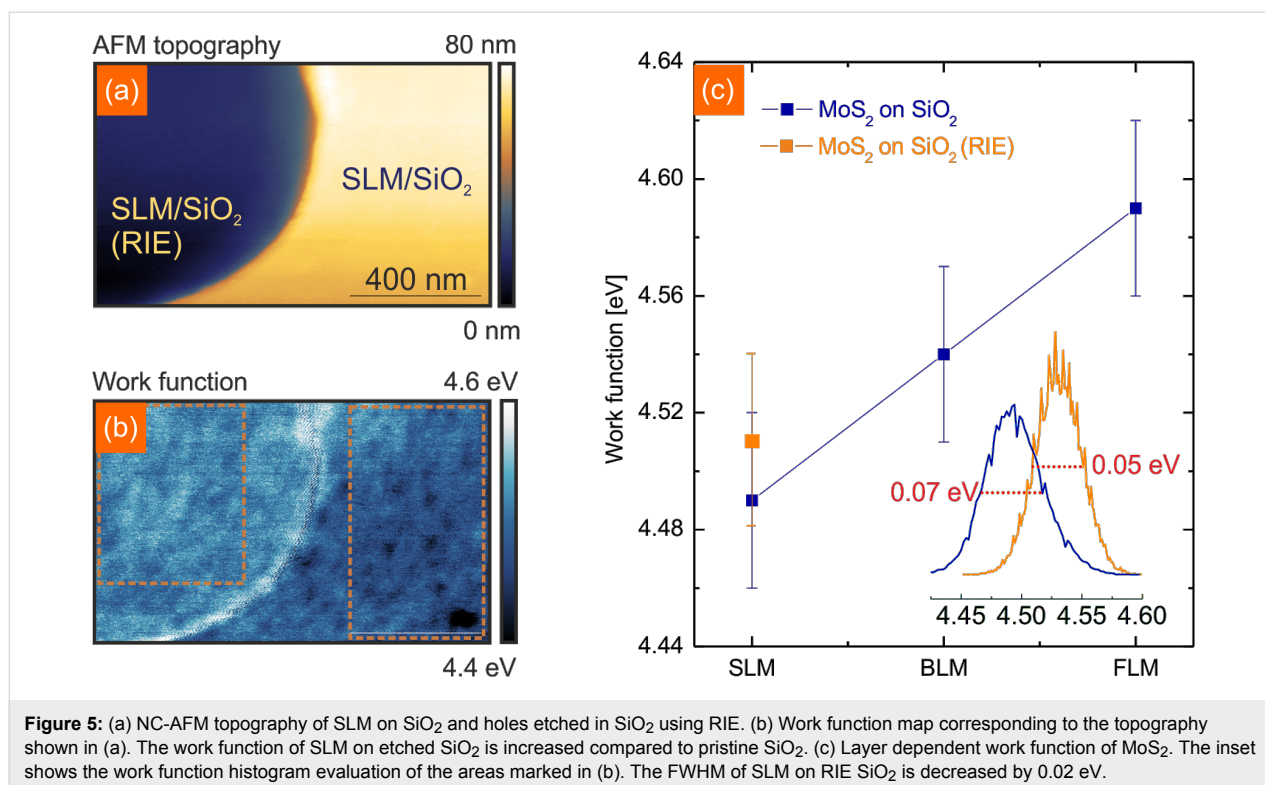 AFM topography
80 nm
(a)
SLM/SiO₂
SLM/SiO₂
(RIE)
400 nm
0 nm
Work function
4.6 eV
(b)
4.4 eV
(c)
MoS₂ on SiO₂
MoS₂ on SiO₂ (RIE)
Work function [eV]
4.64
4.60
4.56
4.52
4.48
4.44
SLM
BLM
FLM
0.05 eV
0.07 eV
4.45 4.50 4.55 4.60
Figure 5: (a) NC-AFM topography of SLM on SiO₂ and holes etched in SiO₂ using RIE. (b) Work function map corresponding to the topography
shown in (a). The work function of SLM on etched SiO₂ is increased compared to pristine SiO₂. (c) Layer dependent work function of MoS₂. The inset
shows the work function histogram evaluation of the areas marked in (b). The FWHM of SLM on RIE SiO₂ is decreased by 0.02 eV.